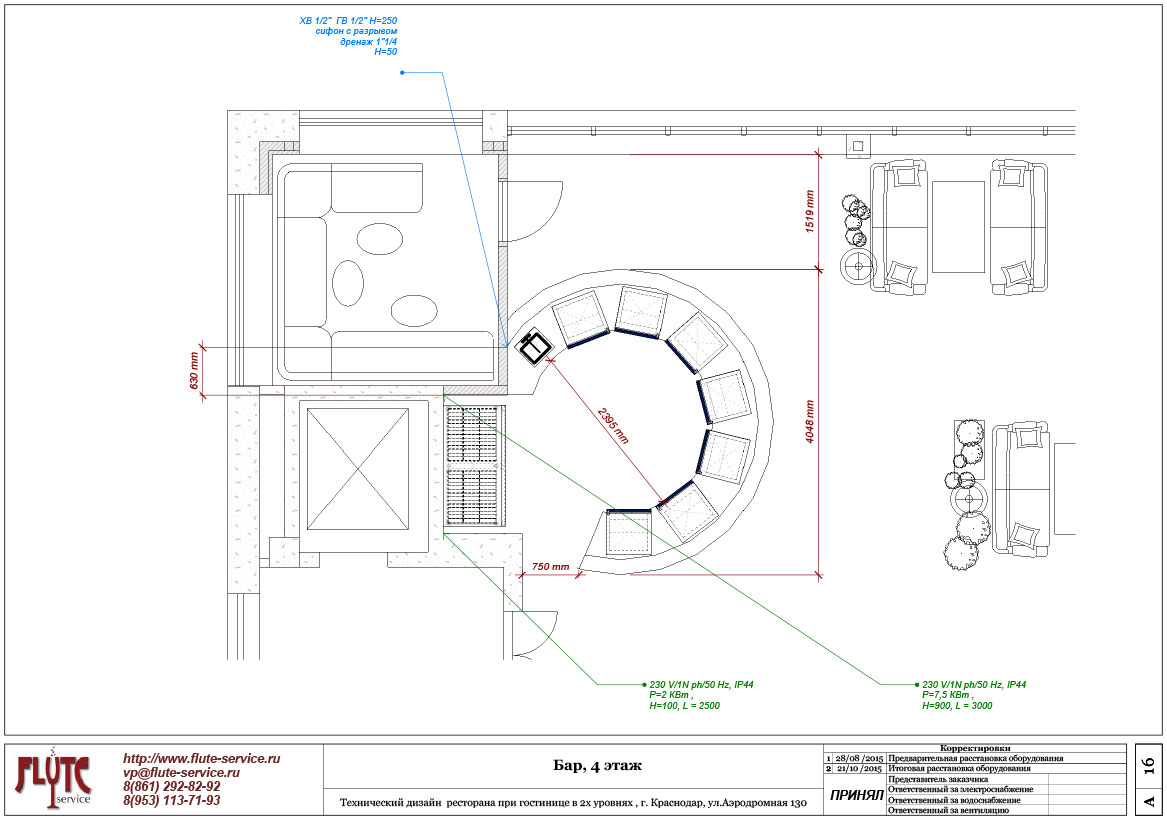 ХВ 1/2" ГВ 1/2" H=250
сифон с разрывом
дренаж 1"1/4
H=50
1519 mm
630 mm
2395 mm
4048 mm
750 mm
230 V/1N ph/50 Hz, IP44
P=2 КВт ,
H=100, L = 2500
230 V/1N ph/50 Hz, IP44
P=7,5 КВт ,
H=900, L = 3000
FLUTE
service
http://www.flute-service.ru
vp@flute-service.ru
8(861) 292-82-92
8(953) 113-71-93
Бар, 4 этаж
Технический дизайн ресторана при гостинице в 2х уровнях , г. Краснодар, ул.Аэродромная 130
Корректировки
1 28/08 /2015 Предварительная расстановка оборудования
2 21/10 /2015 Итоговая расстановка оборудования
ПРИНЯЛ
Представитель заказчика
Ответственный за электроснабжение
Ответственный за водоснабжение
Ответственный за вентиляцию
16
А